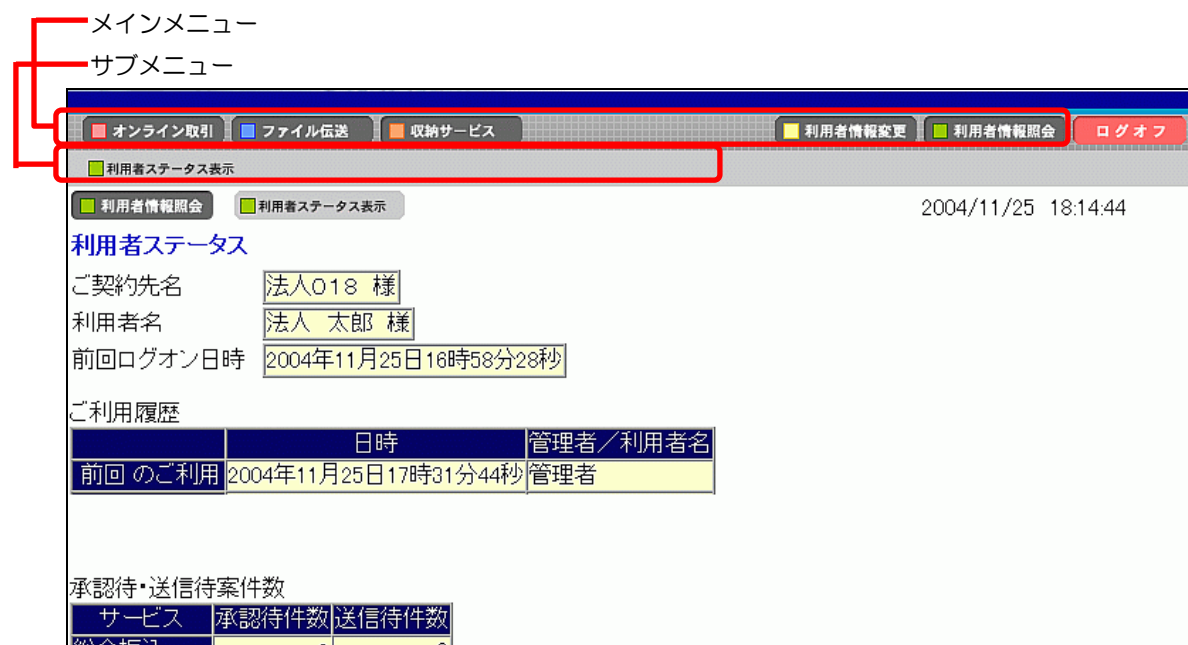 メインメニュー
サブメニュー
オンライン取引 ファイル伝送 収納サービス 利用者情報変更 利用者情報照会 ログオフ
利用者ステータス表示
利用者情報照会 利用者ステータス表示 2004/11/25 18:14:44
利用者ステータス
ご契約先名 法人018 様
利用者名 法人 太郎 様
前回ログオン日時 2004年11月25日16時58分28秒
ご利用履歴
日時 管理者／利用者名
前回 のご利用 2004年11月25日17時31分44秒 管理者
承認待・送信待案件数
サービス 承認待件数 送信待件数